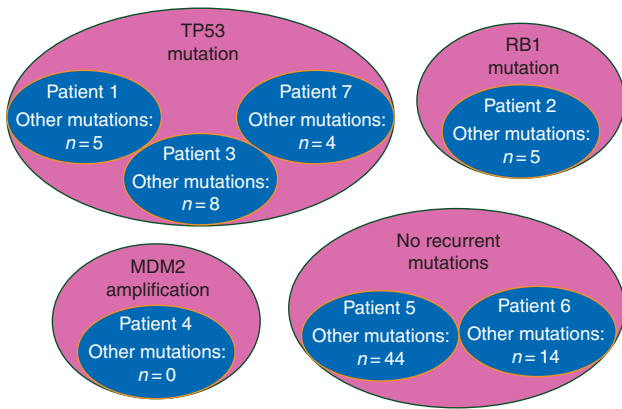 TP53
mutation
Patient 1
Other mutations:
n = 5
Patient 7
Other mutations:
n = 4
Patient 3
Other mutations:
n = 8
RB1
mutation
Patient 2
Other mutations:
n = 5
MDM2
amplification
Patient 4
Other mutations:
n = 0
No recurrent
mutations
Patient 5
Other mutations:
n = 44
Patient 6
Other mutations:
n = 14